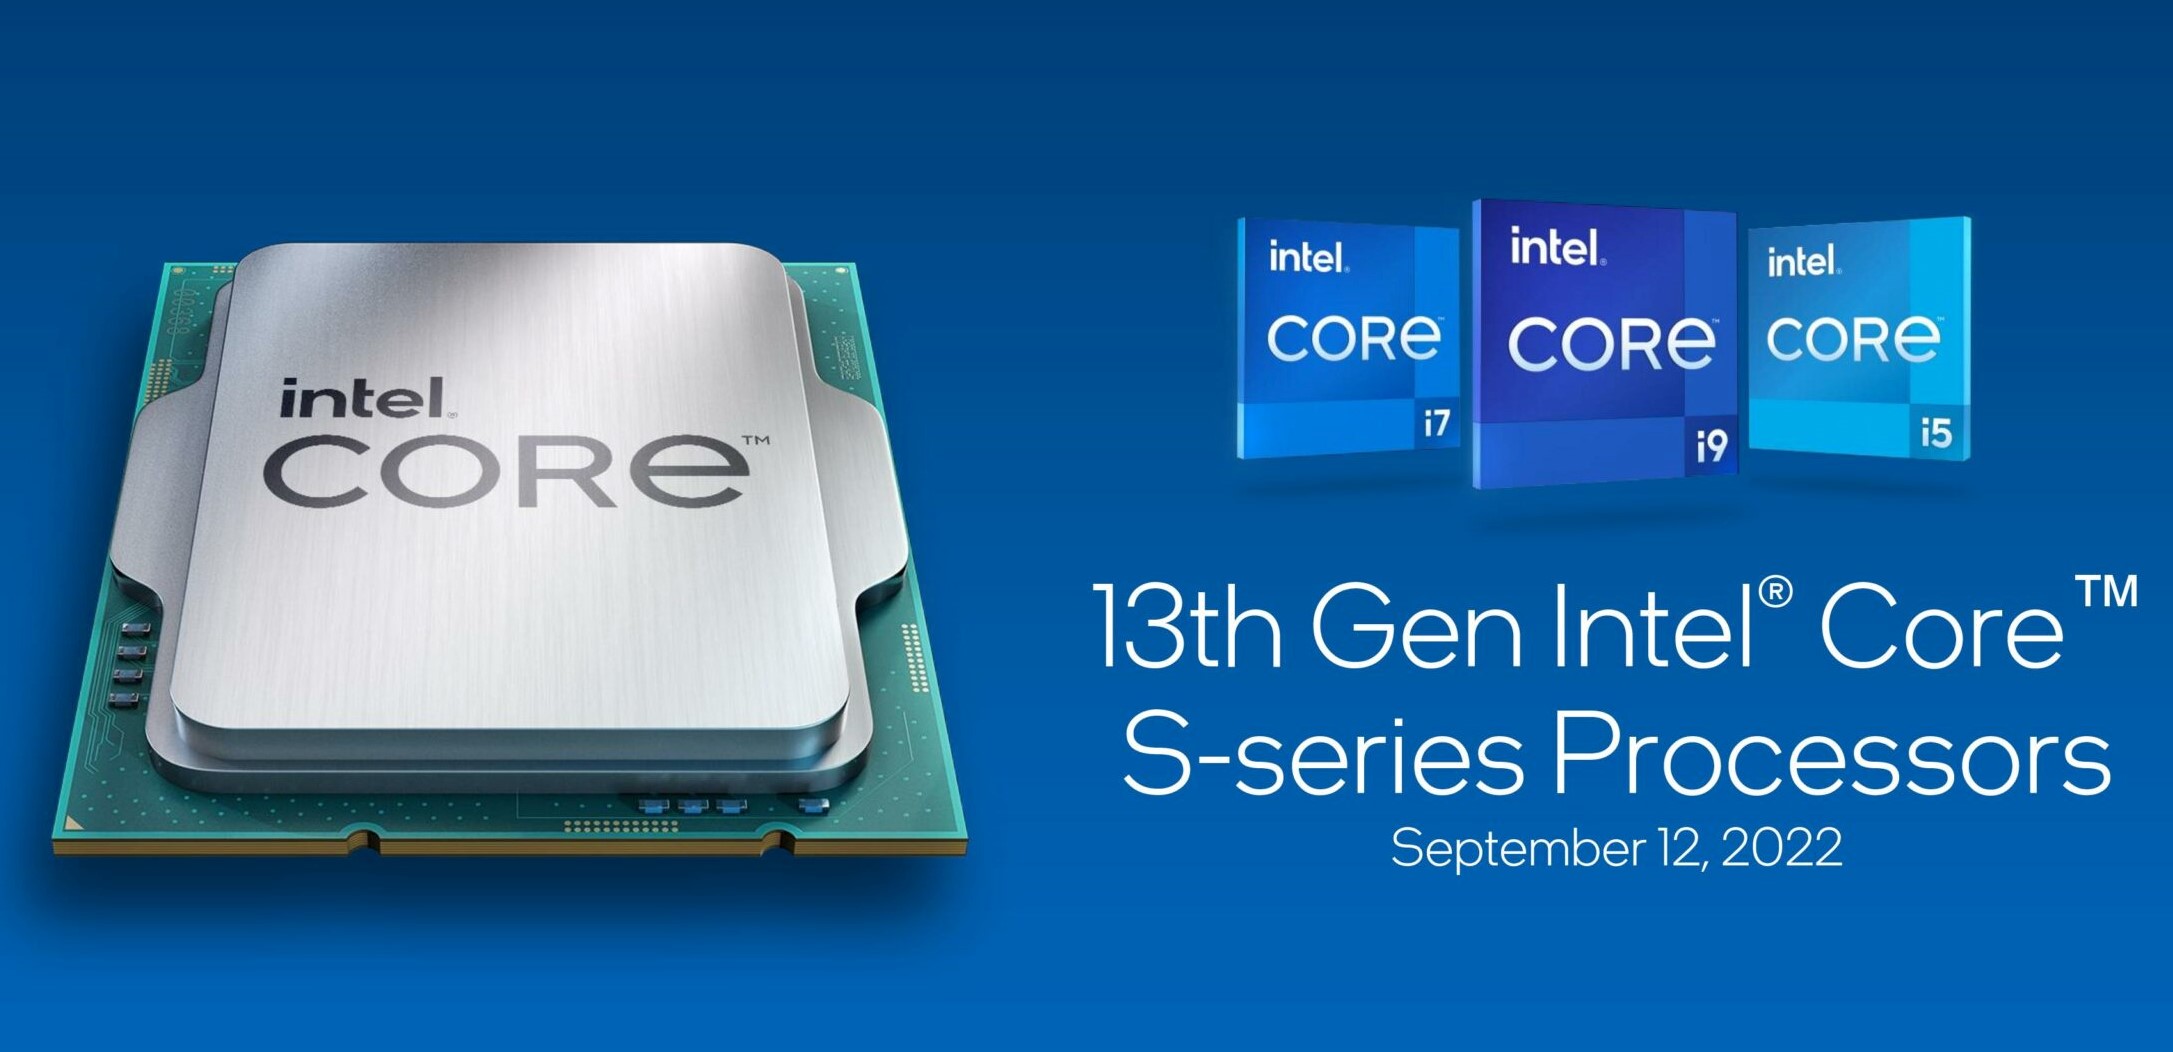 intel®
CORe™
intel®
CORe™
i7
intel®
CORe™
i9
intel®
CORe™
i5
13th Gen Intel® Core™
S-series Processors
September 12, 2022